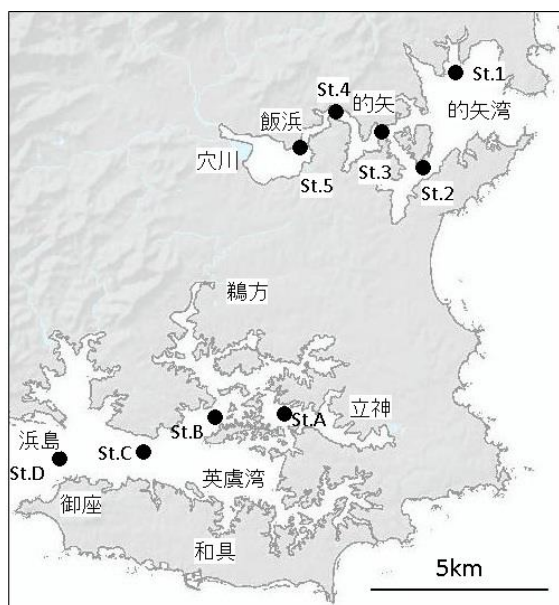 St.1
St.4
的矢
的矢湾
飯浜
穴川
St.3
St.2
St.5
鵜方
St.A
立神
St.B
浜島
St.C
St.D
英虞湾
御座
和具
5km